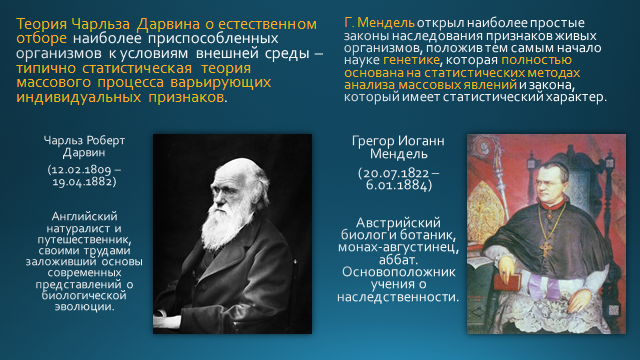 Теория Чарльза Дарвина о естественном
отборе наиболее приспособленных
организмов к условиям внешней среды –
типично статистическая теория
массового процесса варьирующих
индивидуальных признаков.
Г. Мендель открыл наиболее простые
законы наследования признаков живых
организмов, положив тем самым начало
науке генетике, которая полностью
основана на статистических методах
анализа массовых явлений и закона,
который имеет статистический характер.
Чарльз Роберт
Дарвин
(12.02.1809 –
19.04.1882)
Английский
натуралист и
путешественник,
своими трудами
заложивший основы
современных
представлений о
биологической
эволюции.
Грегор Иоганн
Мендель
(20.07.1822 –
6.01.1884)
Австрийский
биолог и ботаник,
монах-августинец,
аббат.
Основоположник
учения о
наследственности.